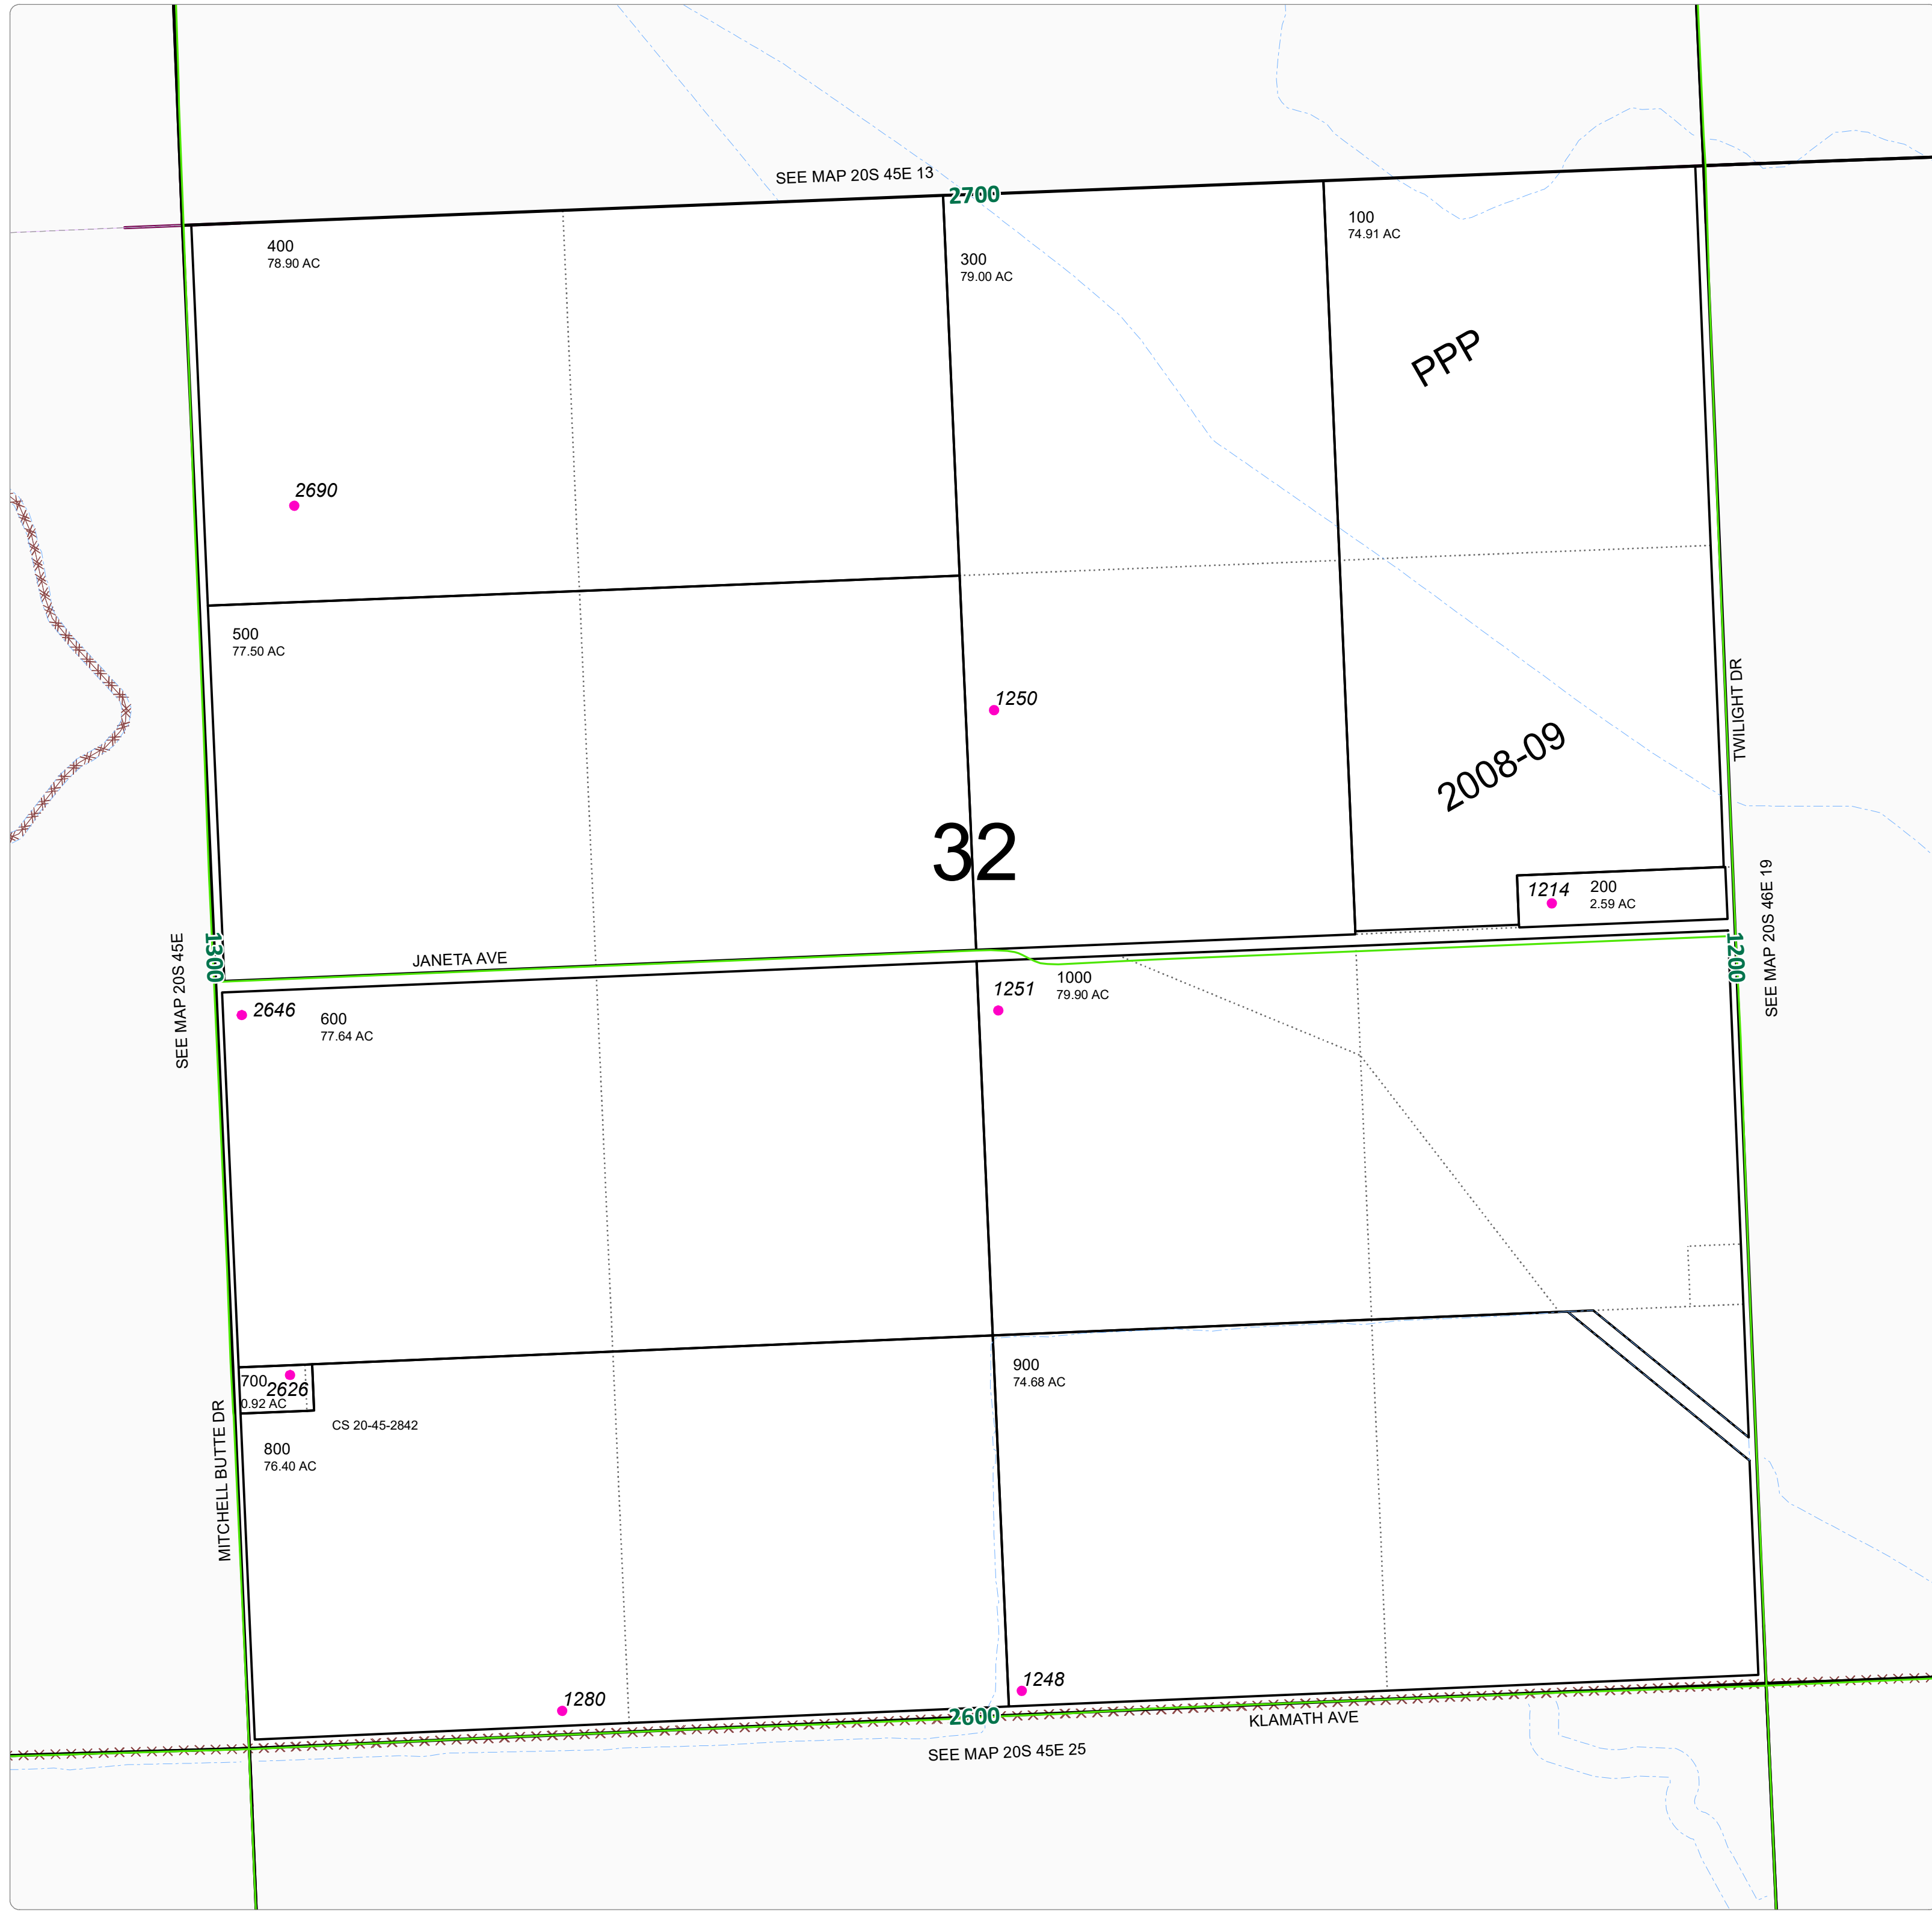 SEE MAP 20S 45E 13
2700
100
74.91 AC
400
78.90 AC
300
79.00 AC
PPP
2690
500
77.50 AC
1250
TWILIGHT DR
2008-09
32
1214
200
2.59 AC
SEE MAP 20S 46E 19
SEE MAP 20S 45E
1300
JANETA AVE
1200
1251
1000
79.90 AC
2646
600
77.64 AC
900
74.68 AC
700
2626
0.92 AC
CS 20-45-2842
MITCHELL BUTTE DR
800
76.40 AC
1280
1248
2600
KLAMATH AVE
SEE MAP 20S 45E 25